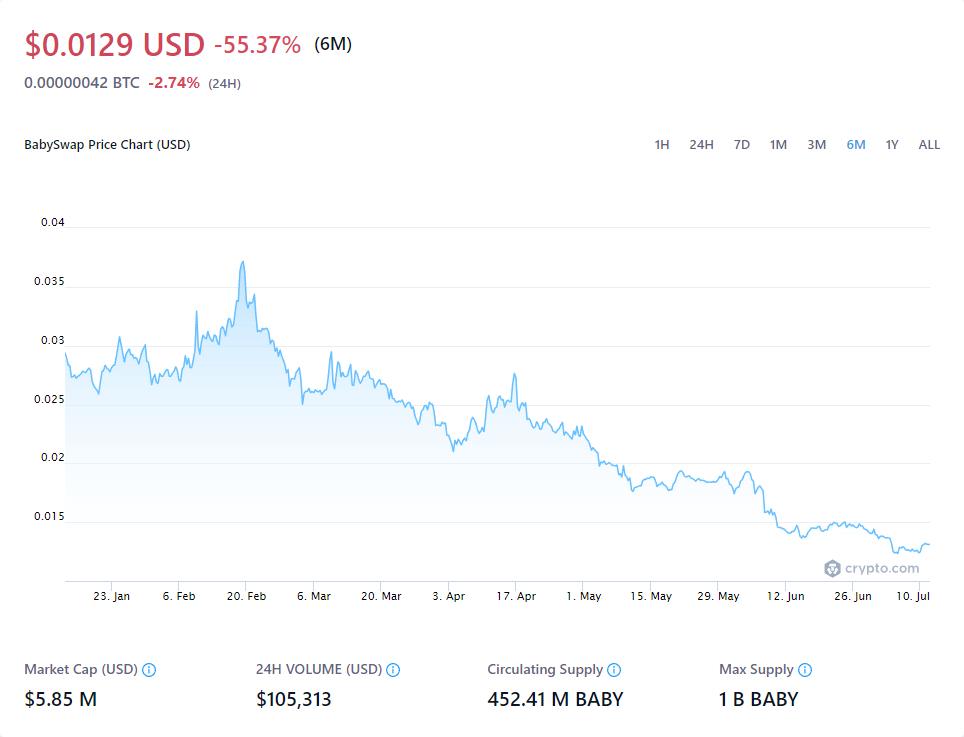 $0.0129 USD -55.37% (6M)
0.00000042 BTC -2.74% (24H)
BabySwap Price Chart (USD) 1H 24H 7D 1M 3M 6M 1Y ALL
0.04
0.035
0.03
0.025
0.02
0.015
crypto.com
23. Jan 6. Feb 20. Feb 6. Mar 20. Mar 3. Apr 17. Apr 1. May 15. May 29. May 12. Jun 26. Jun 10. Jul
Market Cap (USD) 24H VOLUME (USD) Circulating Supply Max Supply
$5.85 M $105,313 452.41 M BABY 1 B BABY